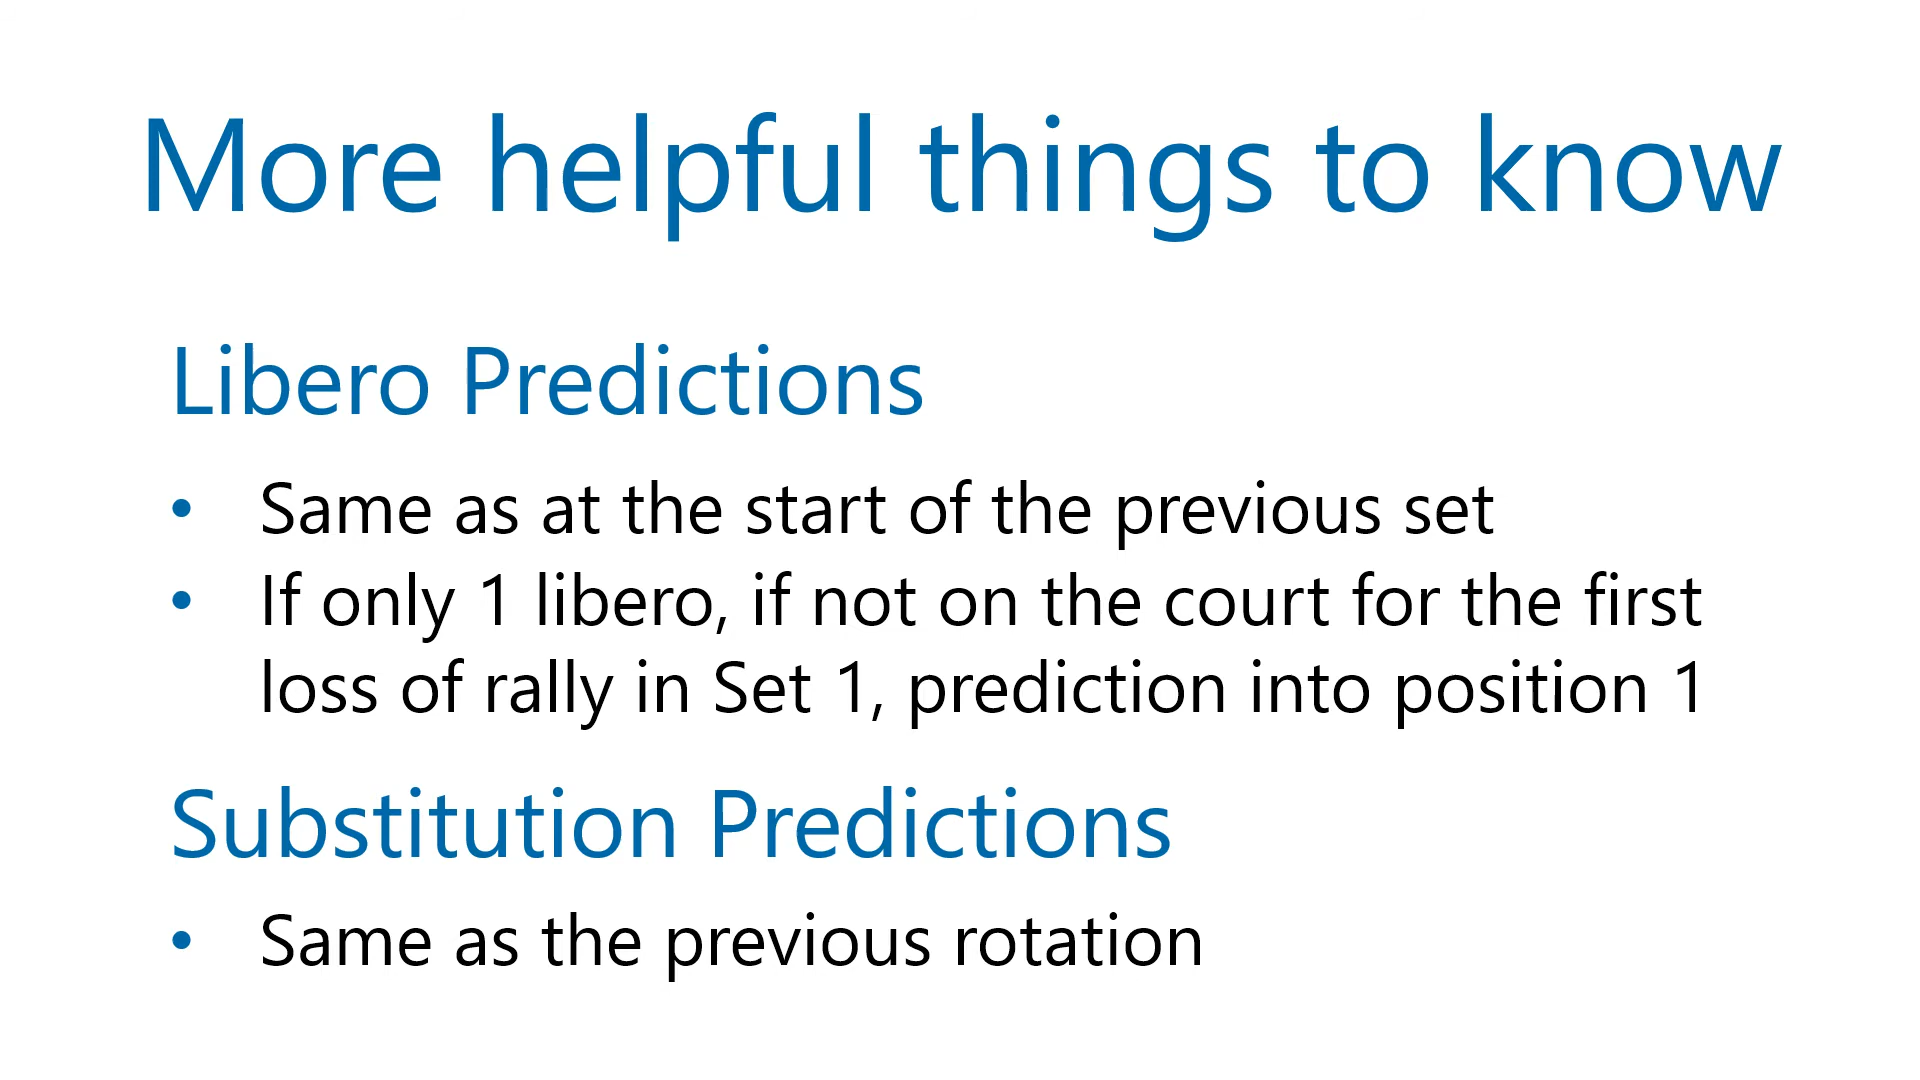 More helpful things to know
Libero Predictions
• Same as at the start of the previous set
• If only 1 libero, if not on the court for the first
loss of rally in Set 1, prediction into position 1
Substitution Predictions
• Same as the previous rotation